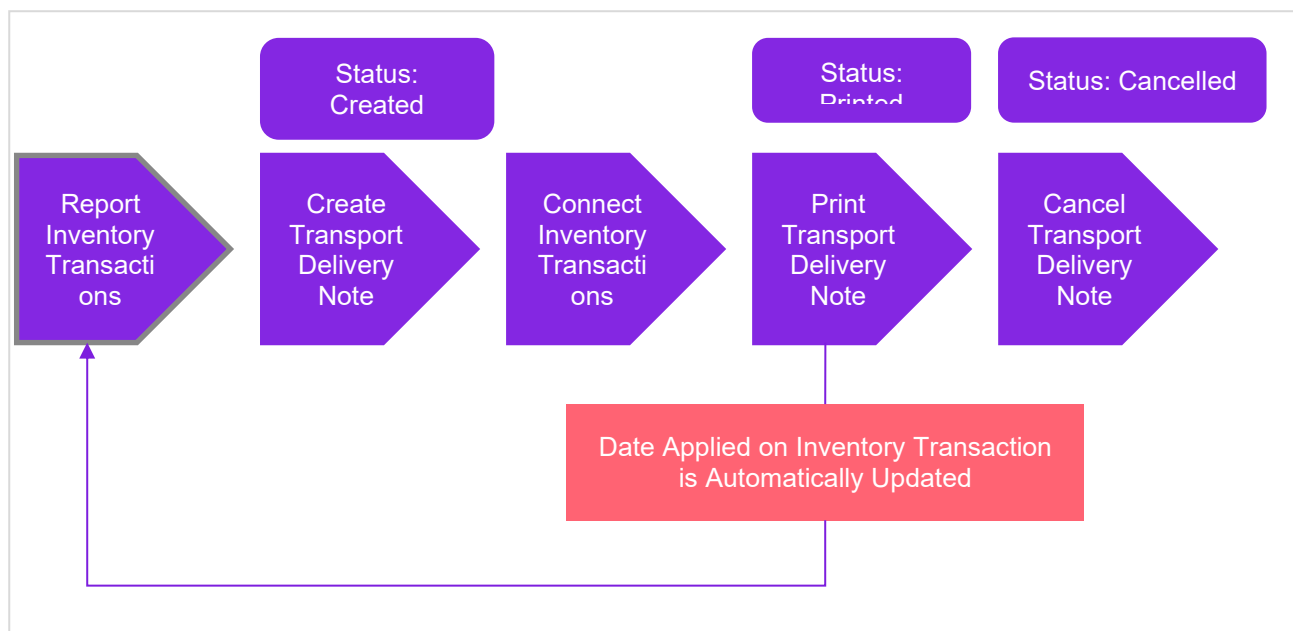 Status:
Created
Status:
Printed
Status: Cancelled
Report
Inventory
Transacti
ons
Create
Transport
Delivery
Note
Connect
Inventory
Transacti
ons
Print
Transport
Delivery
Note
Cancel
Transport
Delivery
Note
Date Applied on Inventory Transaction
is Automatically Updated